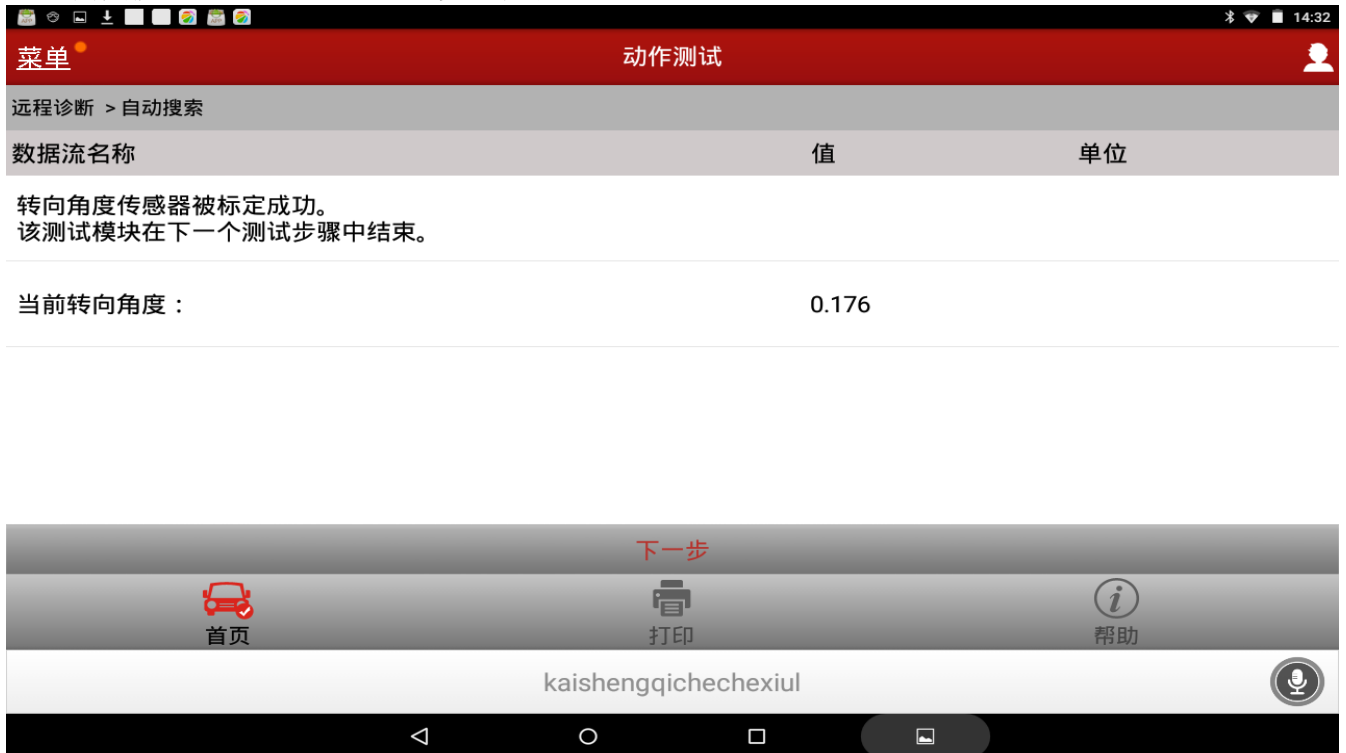 14:32
菜单
动作测试
远程诊断 >自动搜索
数据流名称 值 单位
转向角度传感器被标定成功。
该测试模块在下一个测试步骤中结束。
当前转向角度： 0.176
下一步
首页 打印 帮助
kaishengqichechexiul